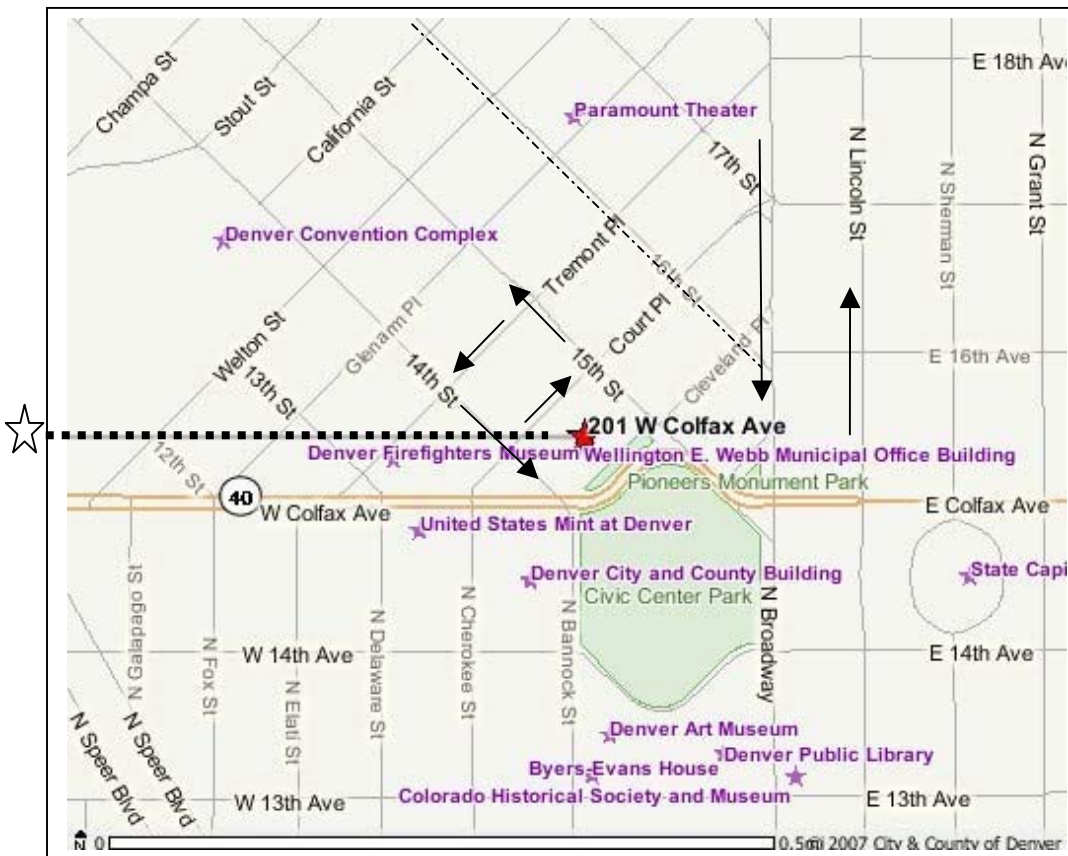 E 18th Av
Champa St
Stout St
California St
Paramount Theater
17th St
N Lincoln St
N Sherman St
N Grant St
Denver Convention Complex
Tremont Pl
16th St
Court Pl
Cleveland Pl
Welton St
Glenarm Pl
13th St
14th St
15th St
E 16th Ave
201 W Colfax Ave
12th St
Denver Firefighters Museum
Wellington E. Webb Municipal Office Building
Pioneers Monument Park
40
W Colfax Ave
E Colfax Ave
United States Mint at Denver
Denver City and County Building
State Capi
Civic Center Park
N Galapago St
N Fox St
N Elati St
N Delaware St
N Cherokee St
N Bannock St
N Broadway
W 14th Ave
E 14th Ave
N Speer Blvd
N Speer Blvd
Denver Art Museum
Denver Public Library
Byers-Evans House
Colorado Historical Society and Museum
W 13th Ave
E 13th Ave
N
0
2007 City & County of Denver